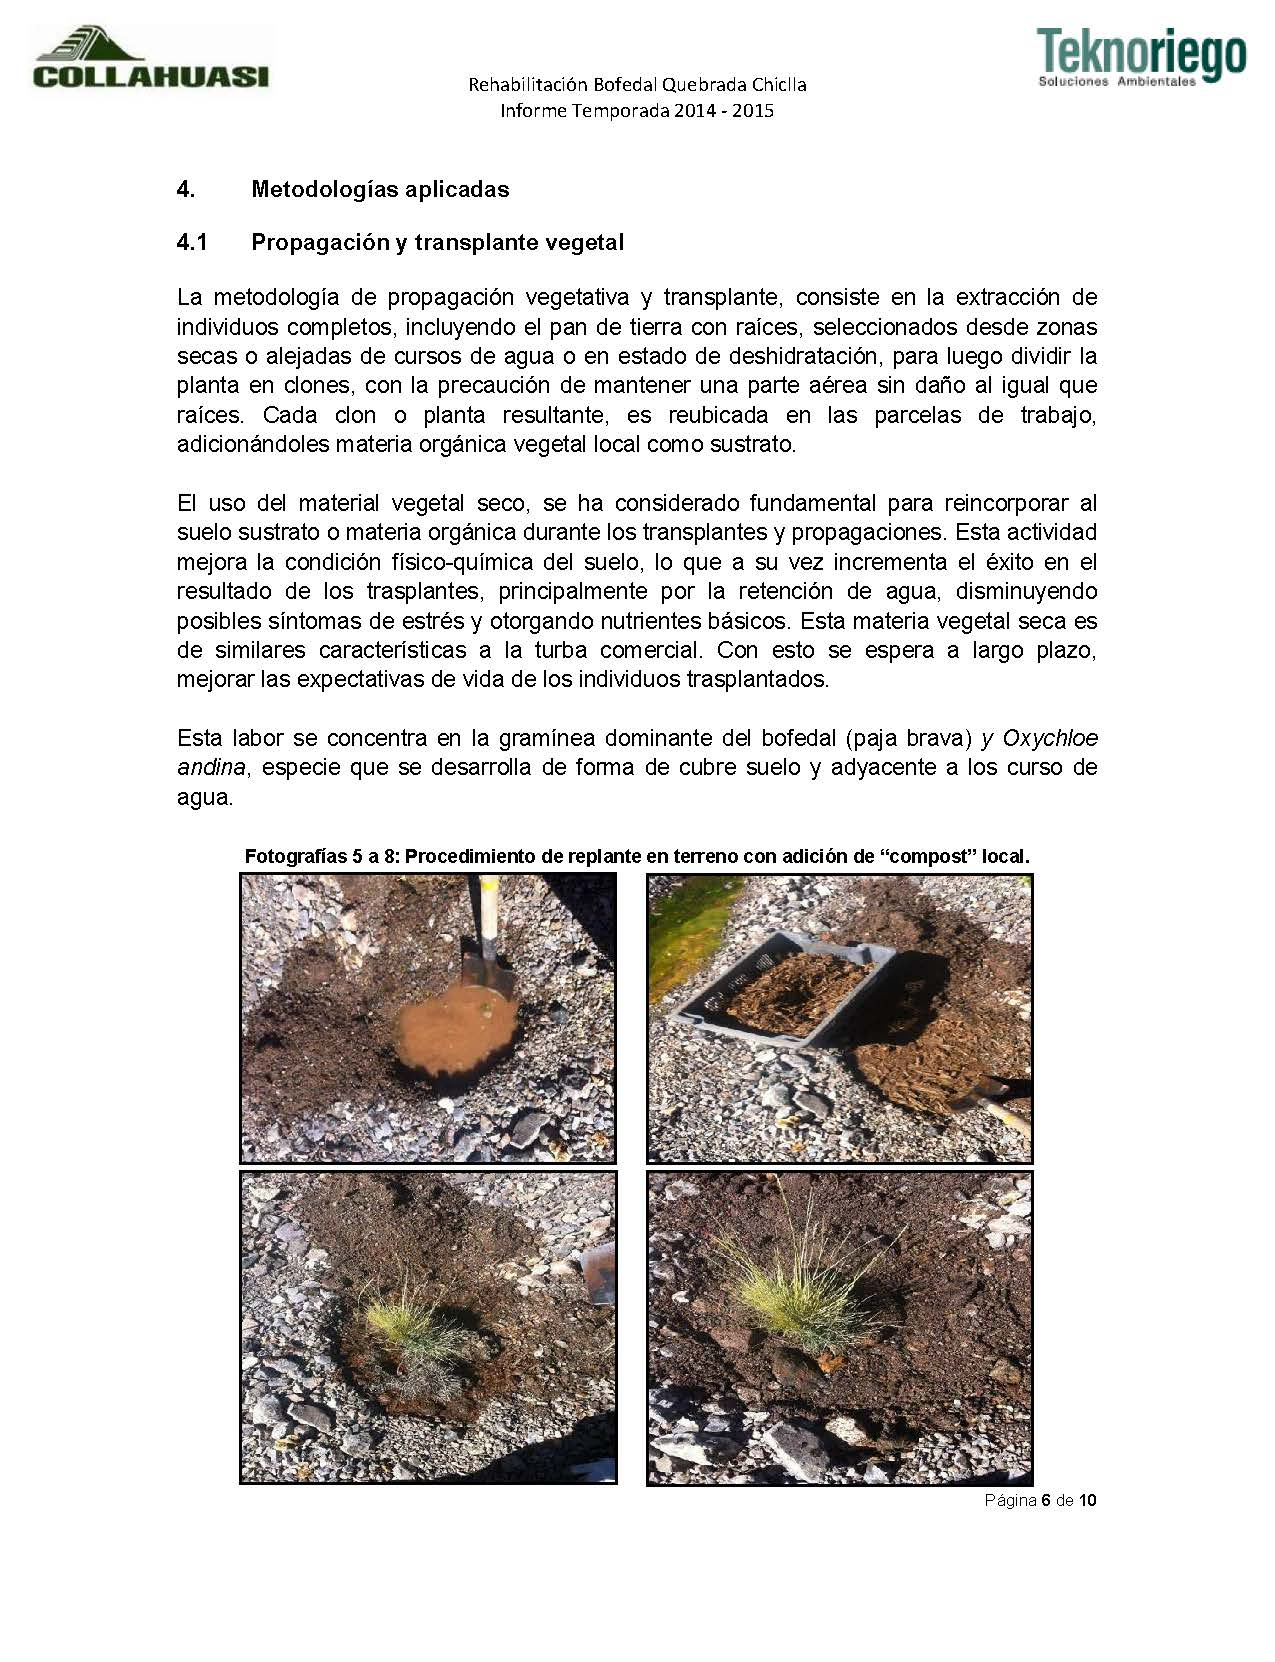 COLLAHUASI
Teknoriego
Soluciones Ambientales
Rehabilitación Bofedal Quebrada Chiclla
Informe Temporada 2014 - 2015
4. Metodologías aplicadas
4.1 Propagación y transplante vegetal
La metodología de propagación vegetativa y transplante, consiste en la extracción de
individuos completos, incluyendo el pan de tierra con raíces, seleccionados desde zonas
secas o alejadas de cursos de agua o en estado de deshidratación, para luego dividir la
planta en clones, con la precaución de mantener una parte aérea sin daño al igual que
raíces. Cada clon o planta resultante, es reubicada en las parcelas de trabajo,
adicionándoles materia orgánica vegetal local como sustrato.
El uso del material vegetal seco, se ha considerado fundamental para reincorporar al
suelo sustrato o materia orgánica durante los transplantes y propagaciones. Esta actividad
mejora la condición físico-química del suelo, lo que a su vez incrementa el éxito en el
resultado de los trasplantes, principalmente por la retención de agua, disminuyendo
posibles síntomas de estrés y otorgando nutrientes básicos. Esta materia vegetal seca es
de similares características a la turba comercial. Con esto se espera a largo plazo,
mejorar las expectativas de vida de los individuos trasplantados.
Esta labor se concentra en la gramínea dominante del bofedal (paja brava) y Oxychloe
andina, especie que se desarrolla de forma de cubre suelo y adyacente a los curso de
agua.
Fotografías 5 a 8: Procedimiento de replante en terreno con adición de “compost” local.
Página 6 de 10